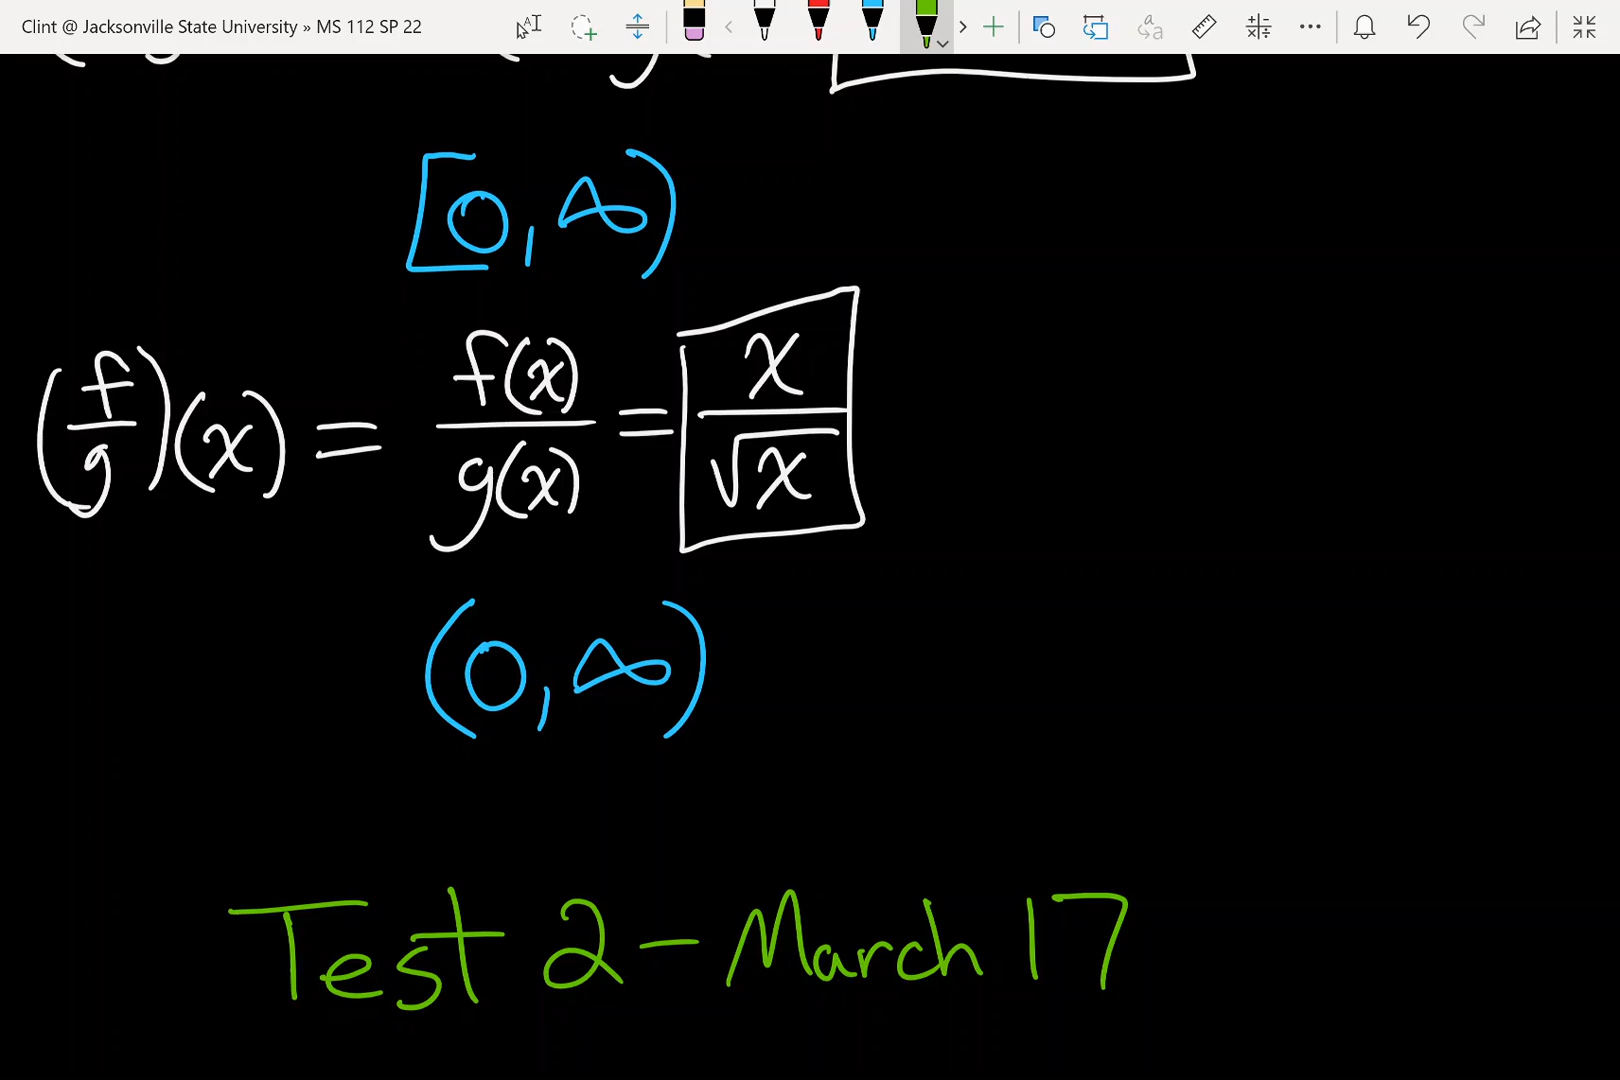 Clint @ Jacksonville State University » MS 112 SP 22
[0, ∞)
(f/g)(x) = f(x)/g(x) = x/√x
(0, ∞)
Test 2 - March 17